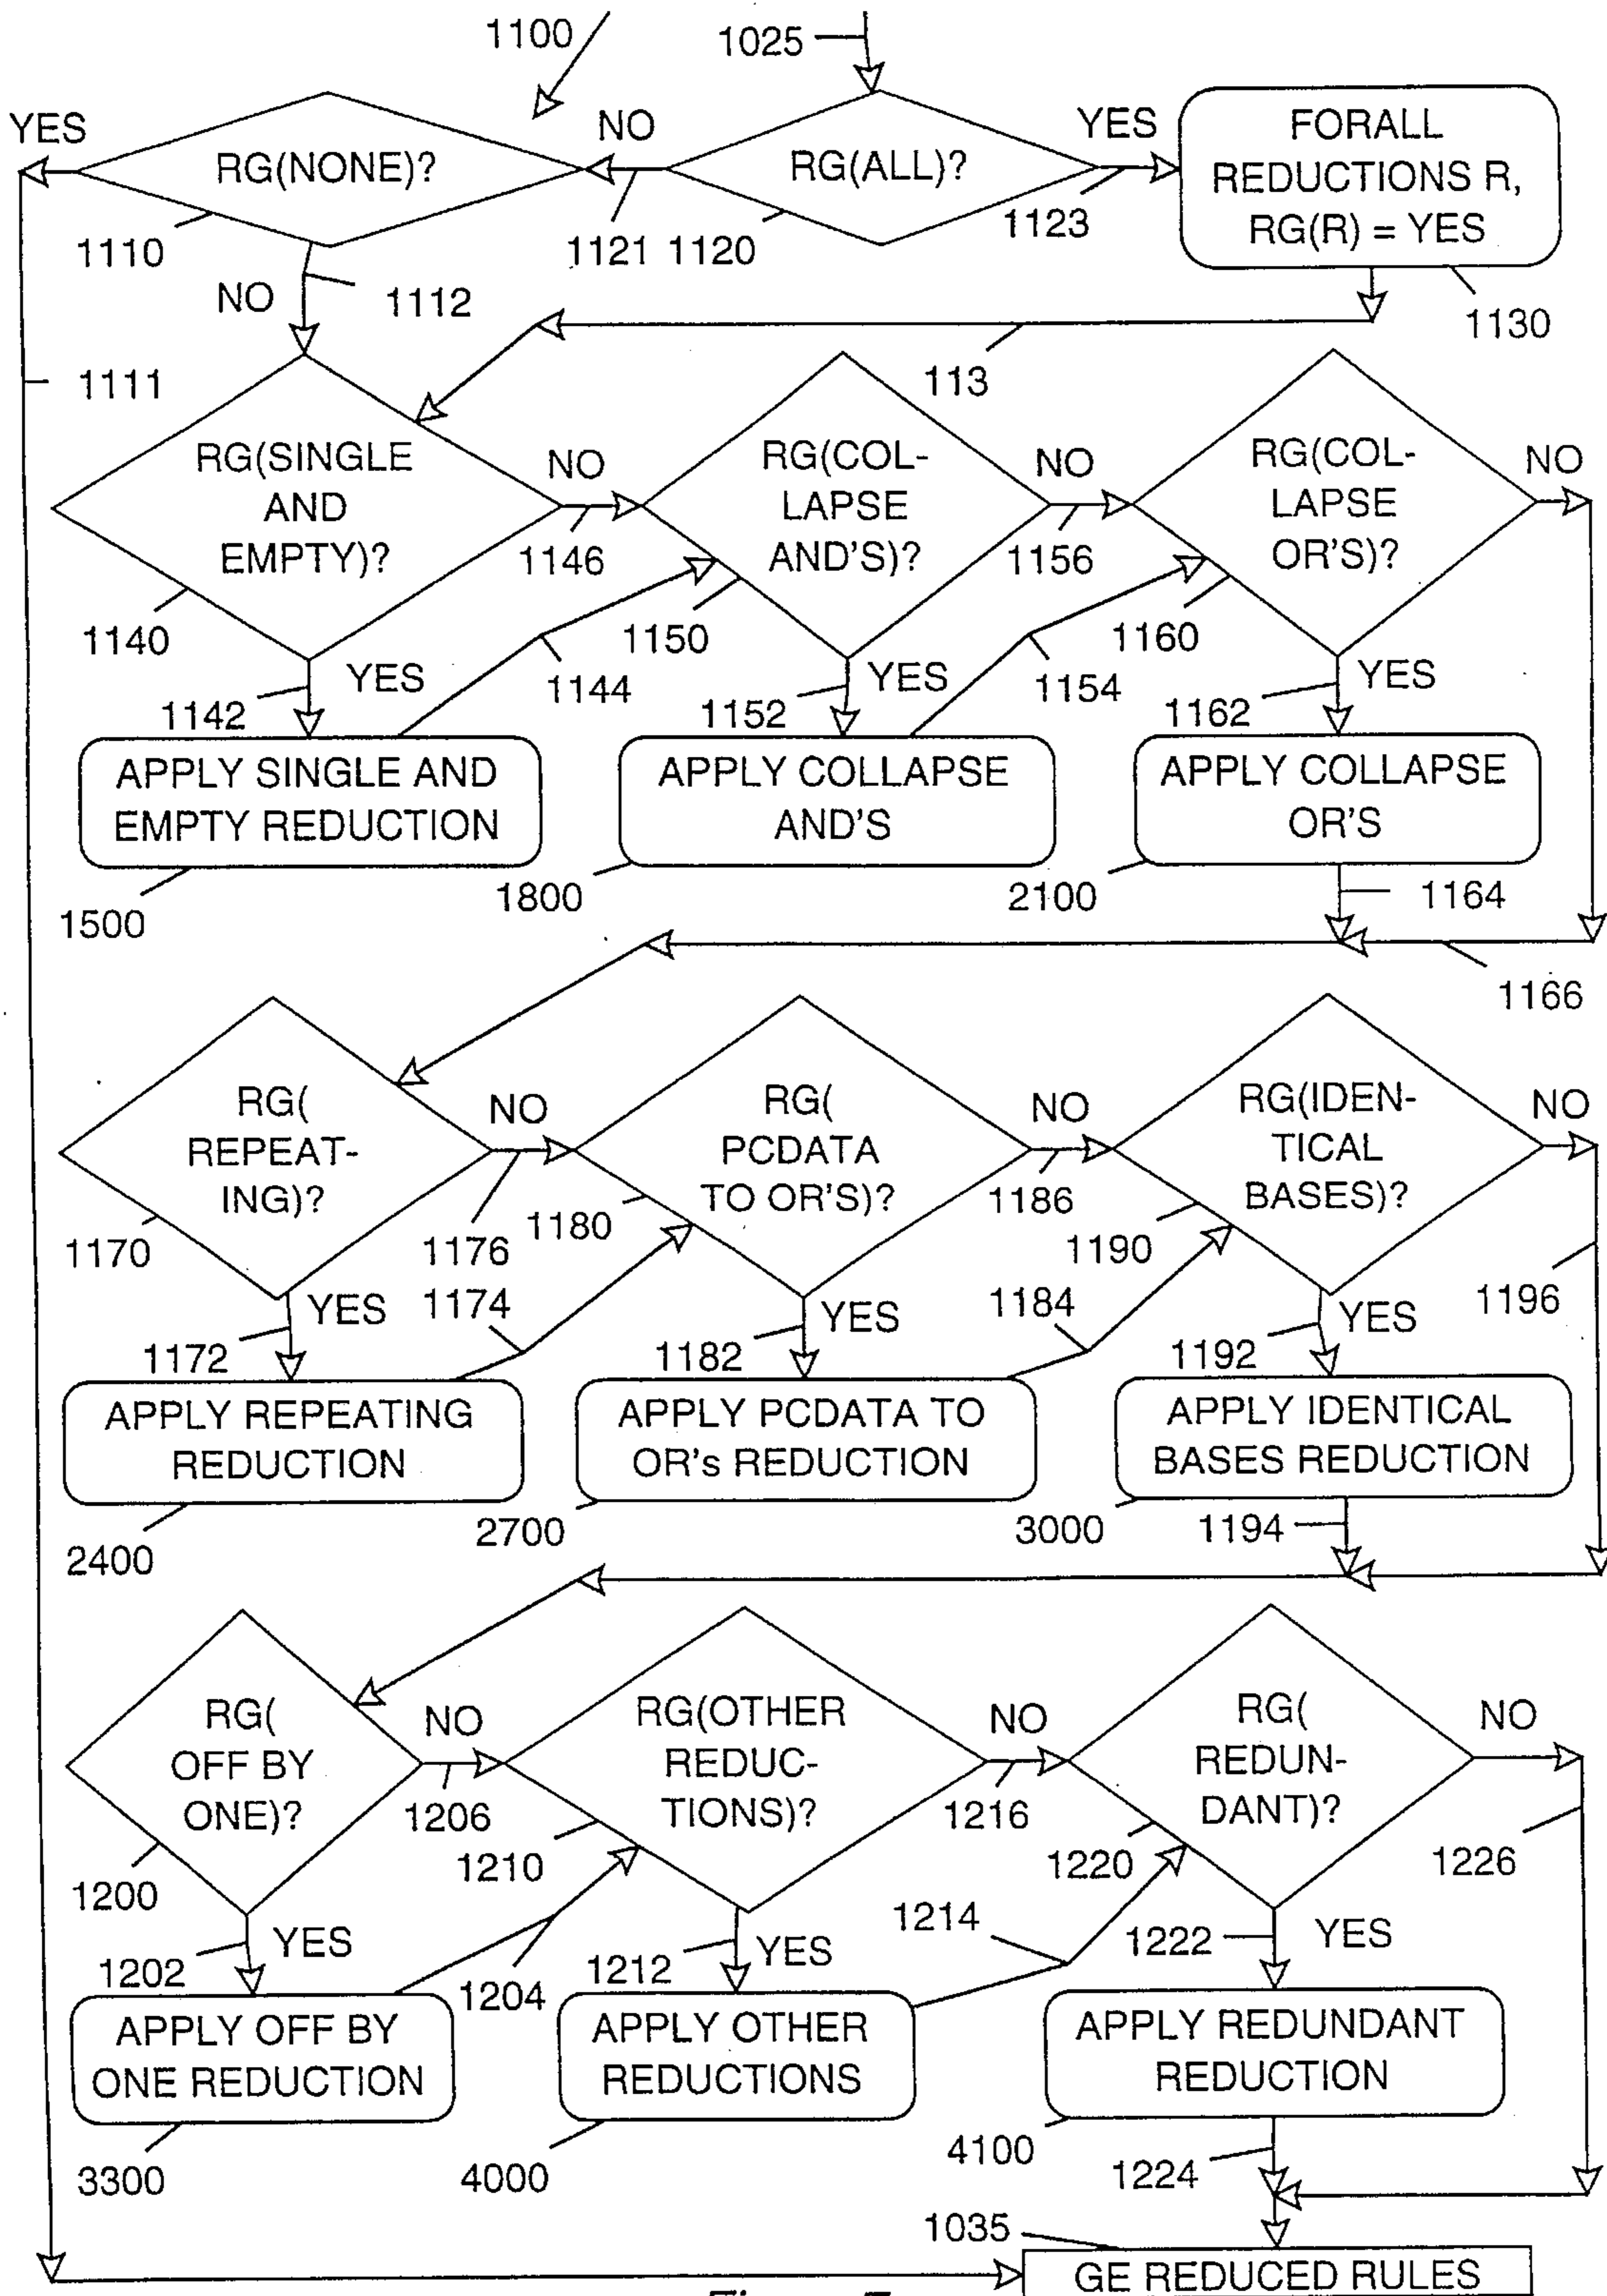 1100
1025
YES
RG(NONE)?
NO
RG(ALL)?
YES
FORALL
REDUCTIONS R,
RG(R) = YES
1110
1121
1120
1123
NO
1112
1130
1111
113
RG(SINGLE
AND
EMPTY)?
NO
RG(COL-
LAPSE
AND'S)?
NO
RG(COL-
LAPSE
OR'S)?
NO
1146
1156
1140
1150
1160
1142
YES
1144
1152
YES
1154
1162
YES
APPLY SINGLE AND
EMPTY REDUCTION
APPLY COLLAPSE
AND'S
APPLY COLLAPSE
OR'S
1500
1800
2100
1164
1166
RG(
REPEAT-
ING)?
NO
RG(
PCDATA
TO OR'S)?
NO
RG(IDEN-
TICAL
BASES)?
NO
1170
1176
1180
1186
1190
1196
1172
YES
1174
1182
YES
1184
1192
YES
APPLY REPEATING
REDUCTION
APPLY PCDATA TO
OR's REDUCTION
APPLY IDENTICAL
BASES REDUCTION
2400
2700
3000
1194
RG(
OFF BY
ONE)?
NO
RG(OTHER
REDUC-
TIONS)?
NO
RG(
REDUN-
DANT)?
NO
1206
1216
1200
1210
1220
1226
1202
YES
1204
1212
YES
1214
1222
YES
APPLY OFF BY
ONE REDUCTION
APPLY OTHER
REDUCTIONS
APPLY REDUNDANT
REDUCTION
3300
4000
4100
1224
1035
GE REDUCED RULES